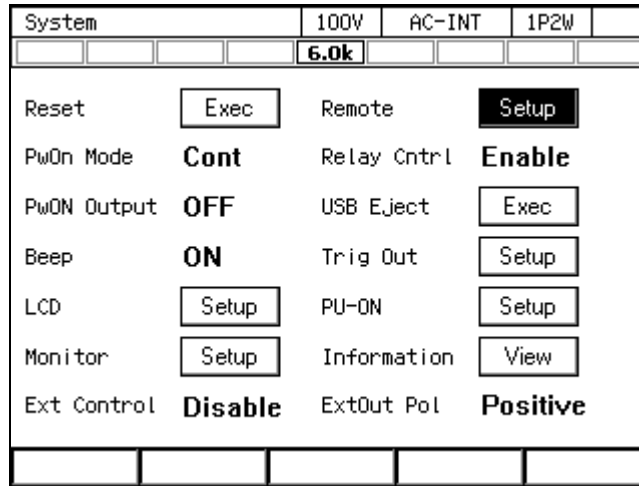 System 100V AC-INT 1P2W
6.0k
Reset Exec Remote Setup
PwOn Mode Cont Relay Cntrl Enable
PwON Output OFF USB Eject Exec
Beep ON Trig Out Setup
LCD Setup PU-ON Setup
Monitor Setup Information View
Ext Control Disable ExtOut Pol Positive